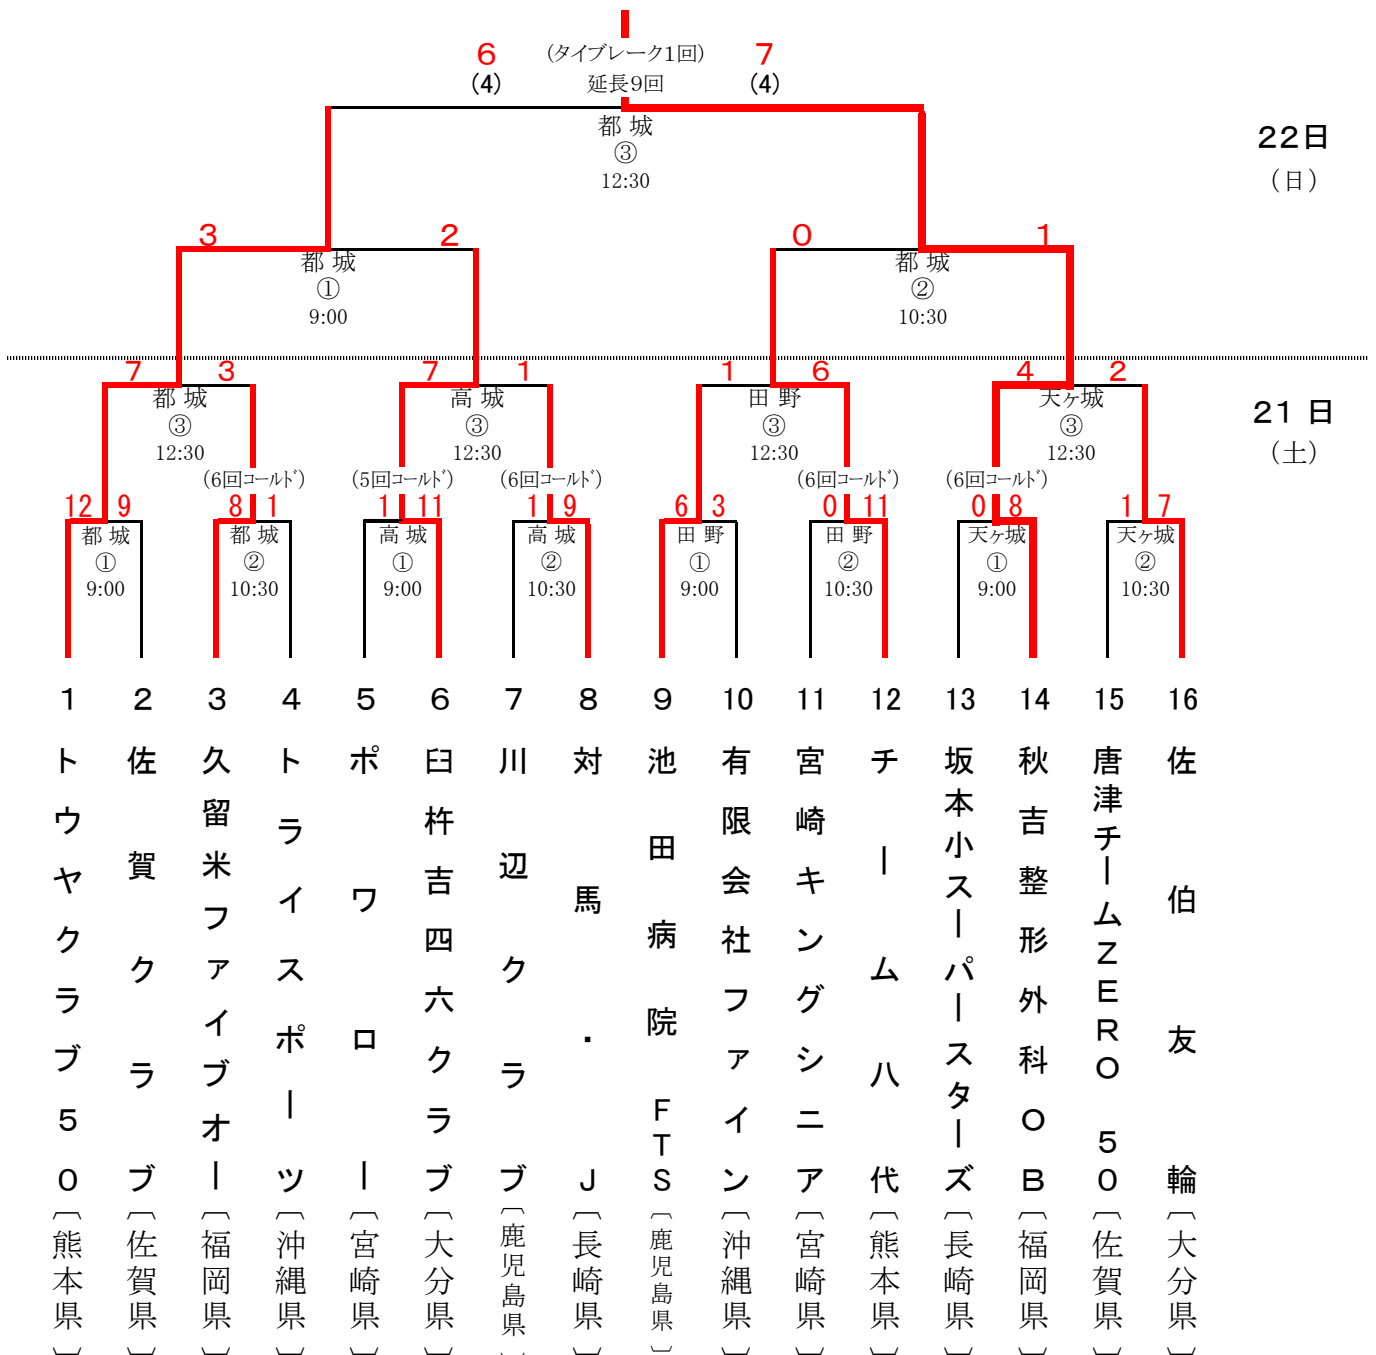 6 (タイブレーク1回) 7
(4) 延長9回 (4)
都 城
③
12:30
22日
（日）
3 2 0 1
都 城 都 城
① ②
9:00 10:30
7 3 7 1 1 6 4 2
都 城 高 城 田 野 天ヶ城
③ ③ ③ ③
12:30 12:30 12:30 12:30
21 日
（土）
(6回コールド) (5回コールド) (6回コールド) (6回コールド) (6回コールド)
12 9 8 1 1 11 1 9 6 3 0 11 0 8 1 7
都 城 都 城 高 城 高 城 田 野 田 野 天ヶ城 天ヶ城
① ② ① ② ① ② ① ②
9:00 10:30 9:00 10:30 9:00 10:30 9:00 10:30
1 トウヤククラブ50 〔熊本県〕
2 佐賀クラブ 〔佐賀県〕
3 久留米ファイブオー 〔福岡県〕
4 トライスポーツ 〔沖縄県〕
5 ポワロー 〔宮崎県〕
6 臼杵吉四六クラブ 〔大分県〕
7 川辺クラブ 〔鹿児島県〕
8 対馬・J 〔長崎県〕
9 池田病院 FTS 〔鹿児島県〕
10 有限会社ファイン 〔沖縄県〕
11 宮崎キングシニア 〔宮崎県〕
12 チーム八代 〔熊本県〕
13 坂本小スーパースターズ 〔長崎県〕
14 秋吉整形外科OB 〔福岡県〕
15 唐津チームZERO 50 〔佐賀県〕
16 佐伯友輪 〔大分県〕